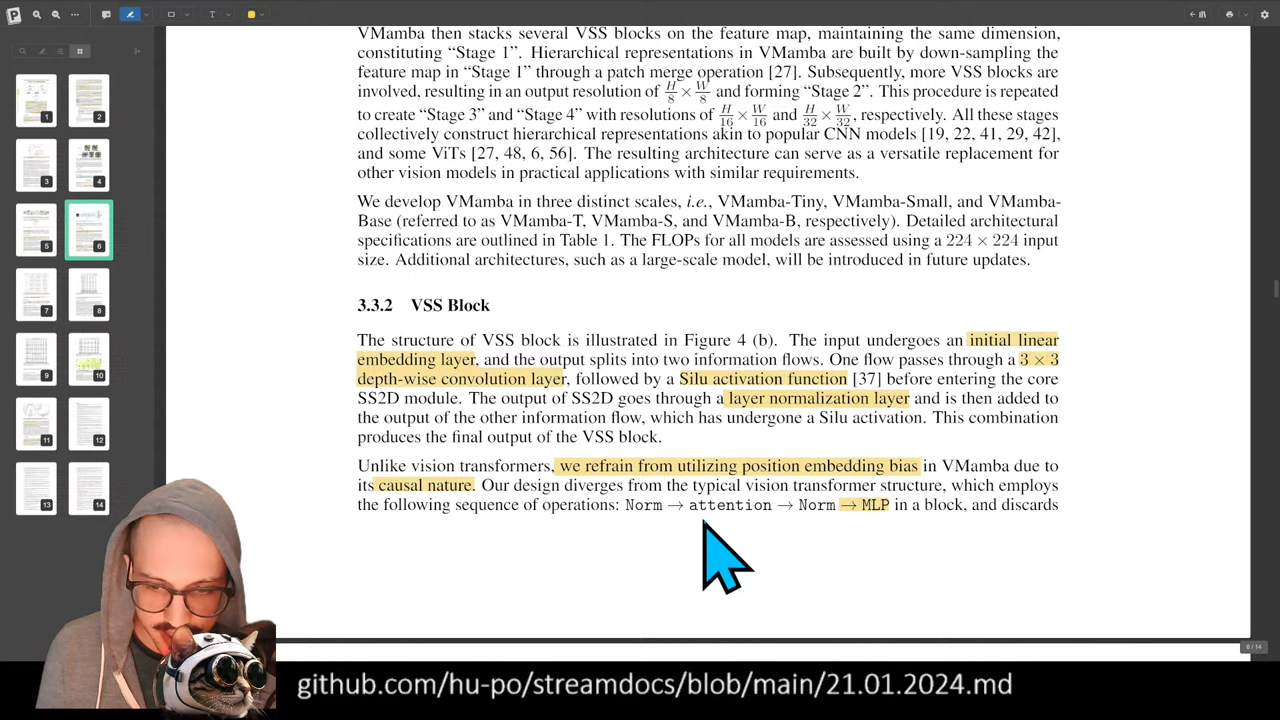 VMamba then stacks several VSS blocks on the feature map, maintaining the same dimension,
constituting “Stage 1”. Hierarchical representations in VMamba are built by down-sampling the
feature map in “Stage 1” through a patch merge operation [27]. Subsequently, more VSS blocks are
involved, resulting in an output resolution of H/8 × W/8 and forming “Stage 2”. This procedure is repeated
to create “Stage 3” and “Stage 4” with resolutions of H/16 × W/16 and H/32 × W/32, respectively. All these stages
collectively construct hierarchical representations akin to popular CNN models [19, 22, 41, 29, 42],
and some ViTs [27, 48, 6, 56]. The resulting architecture can serve as a versatile replacement for
other vision models in practical applications with similar requirements.
We develop VMamba in three distinct scales, i.e., VMamba-Tiny, VMamba-Small, and VMamba-
Base (referred to as VMamba-T, VMamba-S, and VMamba-B, respectively). Detailed architectural
specifications are outlined in Table 1. The FLOPs for all models are assessed using a 224 × 224 input
size. Additional architectures, such as a large-scale model, will be introduced in future updates.
3.3.2 VSS Block
The structure of VSS block is illustrated in Figure 4 (b). The input undergoes an initial linear
embedding layer, and the output splits into two information flows. One flow passes through a 3 × 3
depth-wise convolution layer, followed by a Silu activation function [37] before entering the core
SS2D module. The output of SS2D goes through a layer normalization layer and is then added to
the output of the other information flow, which has undergone a Silu activation. This combination
produces the final output of the VSS block.
Unlike vision transformers, we refrain from utilizing position embedding bias in VMamba due to
its causal nature. Our design diverges from the typical vision transformer structure, which employs
the following sequence of operations: Norm → attention → Norm → MLP in a block, and discards
1
2
3
4
5
6
7
8
9
10
11
12
13
14
6 / 14
github.com/hu-po/streamdocs/blob/main/21.01.2024.md